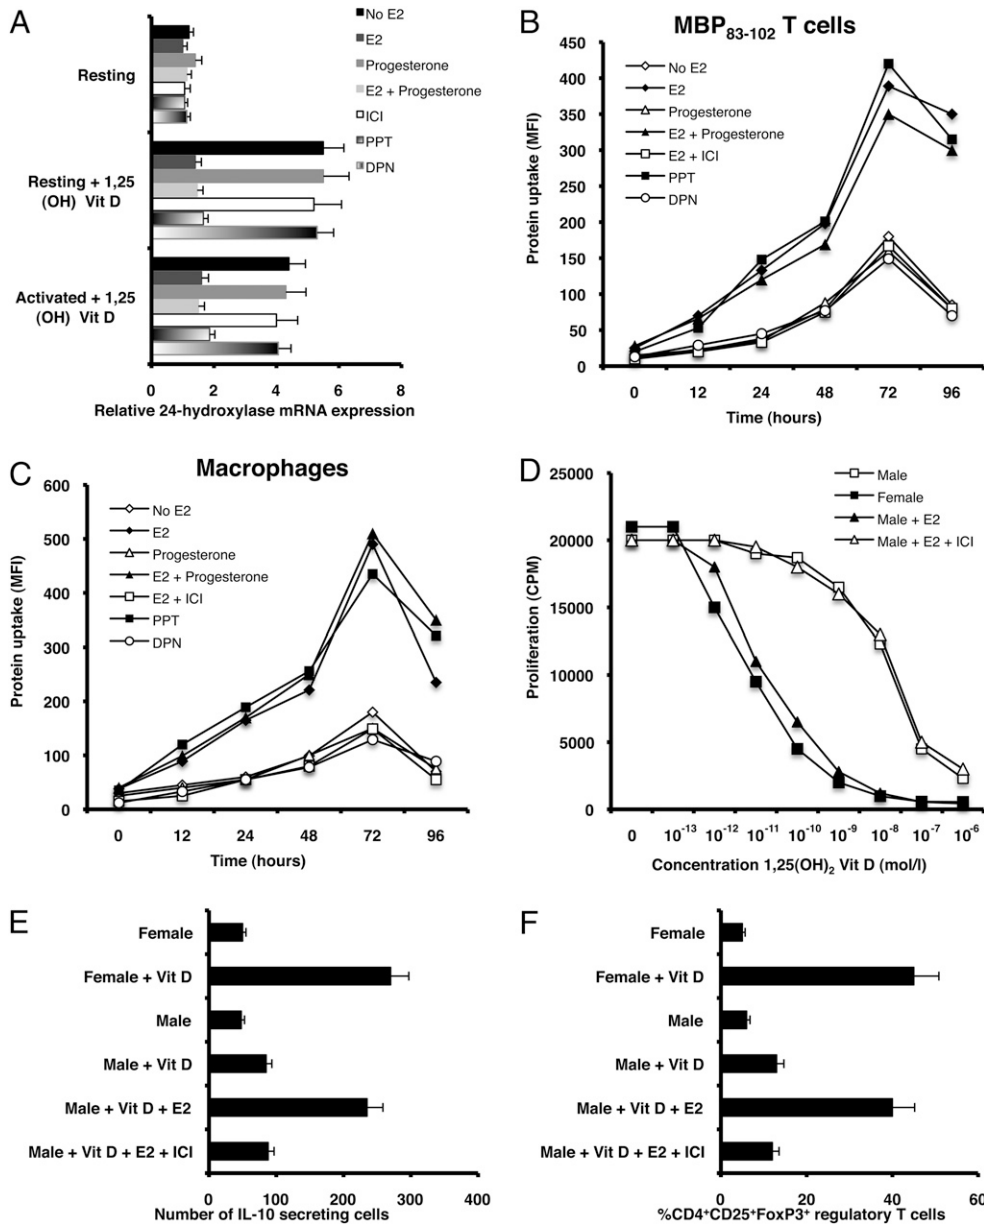 A
No E2
E2
Progesterone
E2 + Progesterone
ICI
PPT
DPN
Resting
Resting + 1,25
(OH) Vit D
Activated + 1,25
(OH) Vit D
0 2 4 6 8
Relative 24-hydroxylase mRNA expression
B
MBP83-102 T cells
No E2
E2
Progesterone
E2 + Progesterone
E2 + ICI
PPT
DPN
Protein uptake (MFI)
450
400
350
300
250
200
150
100
50
0
0 12 24 48 72 96
Time (hours)
C
Macrophages
No E2
E2
Progesterone
E2 + Progesterone
E2 + ICI
PPT
DPN
Protein uptake (MFI)
600
500
400
300
200
100
0
0 12 24 48 72 96
Time (hours)
D
Male
Female
Male + E2
Male + E2 + ICI
Proliferation (CPM)
25000
20000
15000
10000
5000
0
0 10-13 10-12 10-11 10-10 10-9 10-8 10-7 10-6
Concentration 1,25(OH)2 Vit D (mol/l)
E
Female
Female + Vit D
Male
Male + Vit D
Male + Vit D + E2
Male + Vit D + E2 + ICI
0 100 200 300 400
Number of IL-10 secreting cells
F
Female
Female + Vit D
Male
Male + Vit D
Male + Vit D + E2
Male + Vit D + E2 + ICI
0 20 40 60
%CD4+CD25+FoxP3+ regulatory T cells